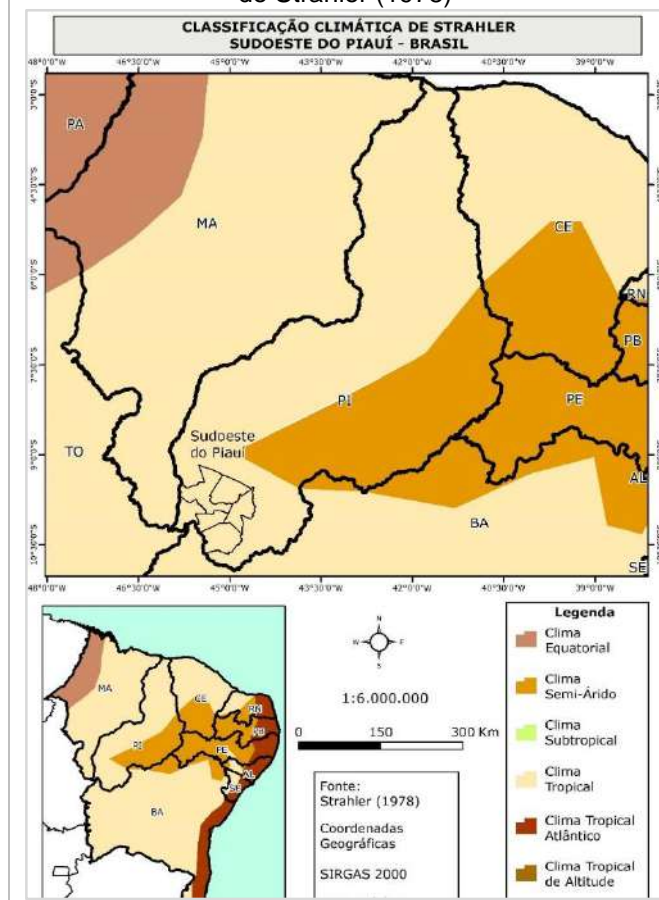 de Strahler (1978)
CLASSIFICAÇÃO CLIMÁTICA DE STRAHLER
SUDOESTE DO PIAUÍ - BRASIL
48°0'0"W 46°30'0"W 45°0'0"W 43°30'0"W 42°0'0"W 40°30'0"W 39°0'0"W
3°0'0"S
PA
4°30'0"S
MA
CE
6°0'0"S
RN
PB
7°30'0"S
PI
PE
Sudoeste
do Piauí
TO
9°0'0"S
AL
BA
10°30'0"S
SE
48°0'0"W 46°30'0"W 45°0'0"W 43°30'0"W 42°0'0"W 40°30'0"W 39°0'0"W
MA
CE
RN
PB
PI
PE
AL
SE
BA
N
W E
S
1:6.000.000
0 150 300 Km
Fonte:
Strahler (1978)
Coordenadas
Geográficas
SIRGAS 2000
Legenda
Clima
Equatorial
Clima
Semi-Árido
Clima
Subtropical
Clima
Tropical
Clima Tropical
Atlântico
Clima Tropical
de Altitude